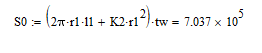 S0 := (2π·r1·l1 + K2·r1²)·tw = 7.037 × 10⁵